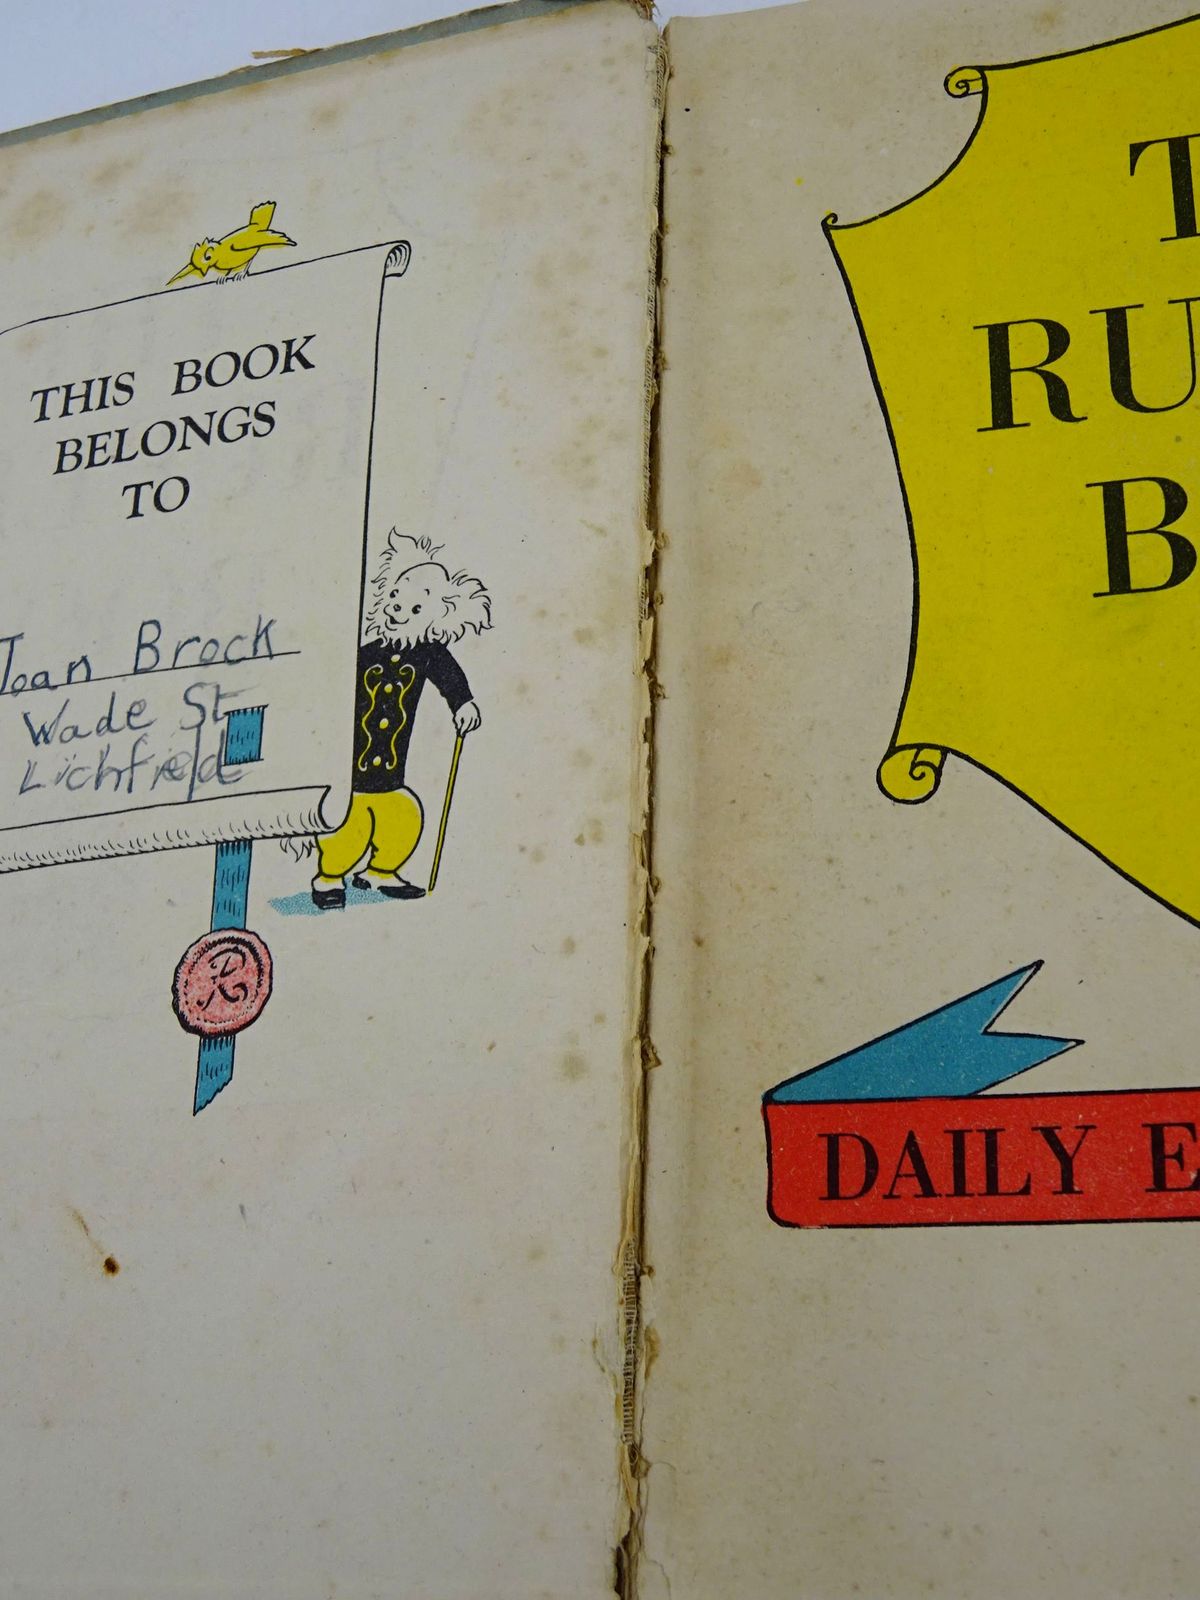 THIS BOOK
BELONGS
TO
Joan Brock
Wade St
Lichfield
R
T
RU
B
DAILY E